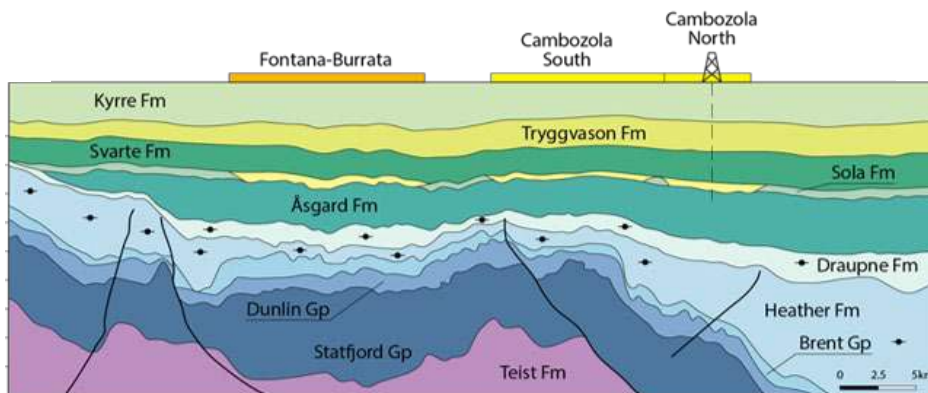 Cambozola
North
Cambozola
South
Fontana-Burrata
Kyrre Fm
Tryggvason Fm
Svarte Fm
Sola Fm
Åsgard Fm
Draupne Fm
Dunlin Gp
Heather Fm
Statfjord Gp
Brent Gp
Teist Fm
0 2.5 5km